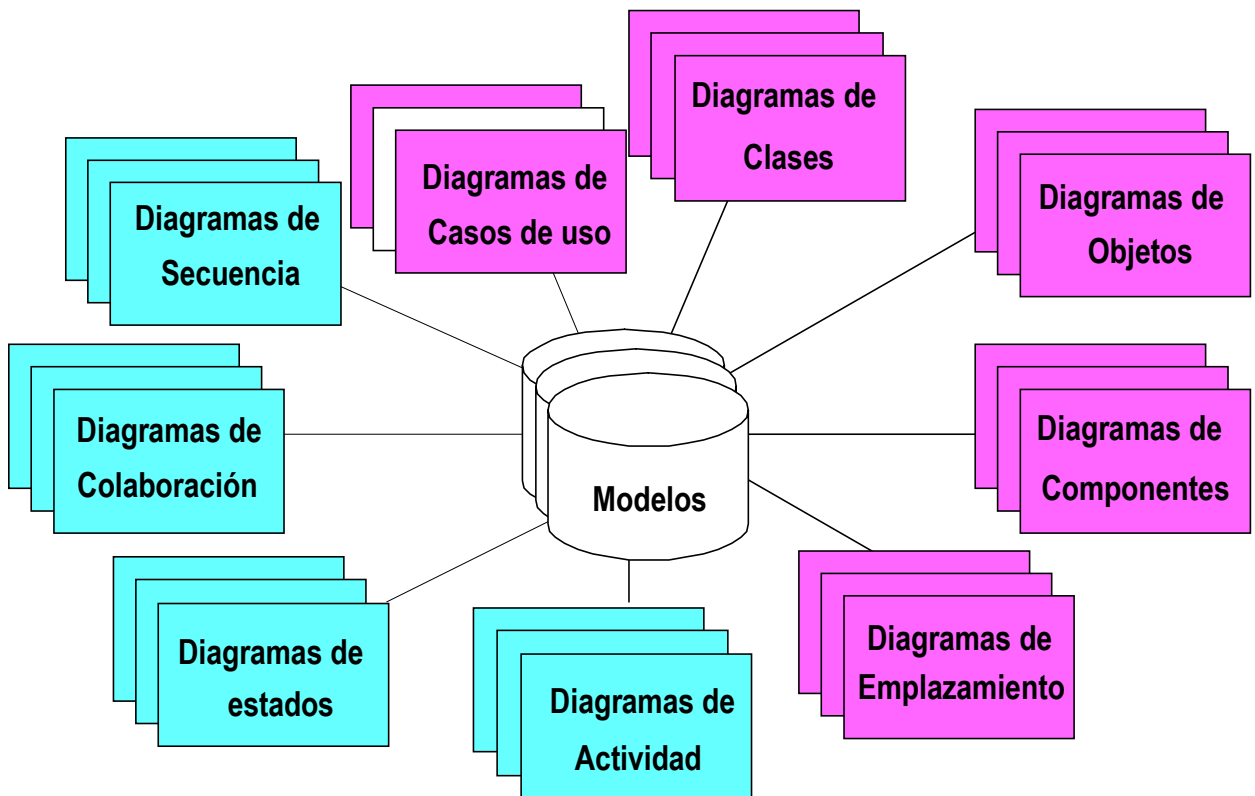 Diagramas de
Clases
Diagramas de
Casos de uso
Diagramas de
Objetos
Diagramas de
Secuencia
Diagramas de
Colaboración
Diagramas de
Componentes
Modelos
Diagramas de
estados
Diagramas de
Emplazamiento
Diagramas de
Actividad